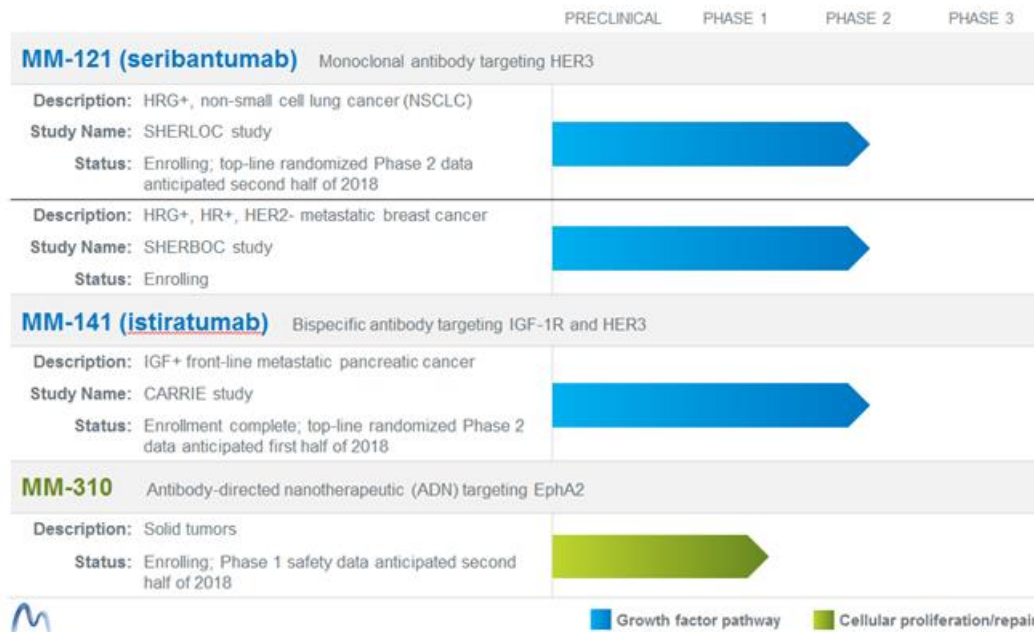 PRECLINICAL PHASE 1 PHASE 2 PHASE 3
MM-121 (seribantumab) Monoclonal antibody targeting HER3
Description: HRG+, non-small cell lung cancer (NSCLC)
Study Name: SHERLOC study
Status: Enrolling; top-line randomized Phase 2 data
anticipated second half of 2018
Description: HRG+, HR+, HER2- metastatic breast cancer
Study Name: SHERBOC study
Status: Enrolling
MM-141 (istiratumab) Bispecific antibody targeting IGF-1R and HER3
Description: IGF+ front-line metastatic pancreatic cancer
Study Name: CARRIE study
Status: Enrollment complete; top-line randomized Phase 2
data anticipated first half of 2018
MM-310 Antibody-directed nanotherapeutic (ADN) targeting EphA2
Description: Solid tumors
Status: Enrolling; Phase 1 safety data anticipated second
half of 2018
Growth factor pathway Cellular proliferation/repair